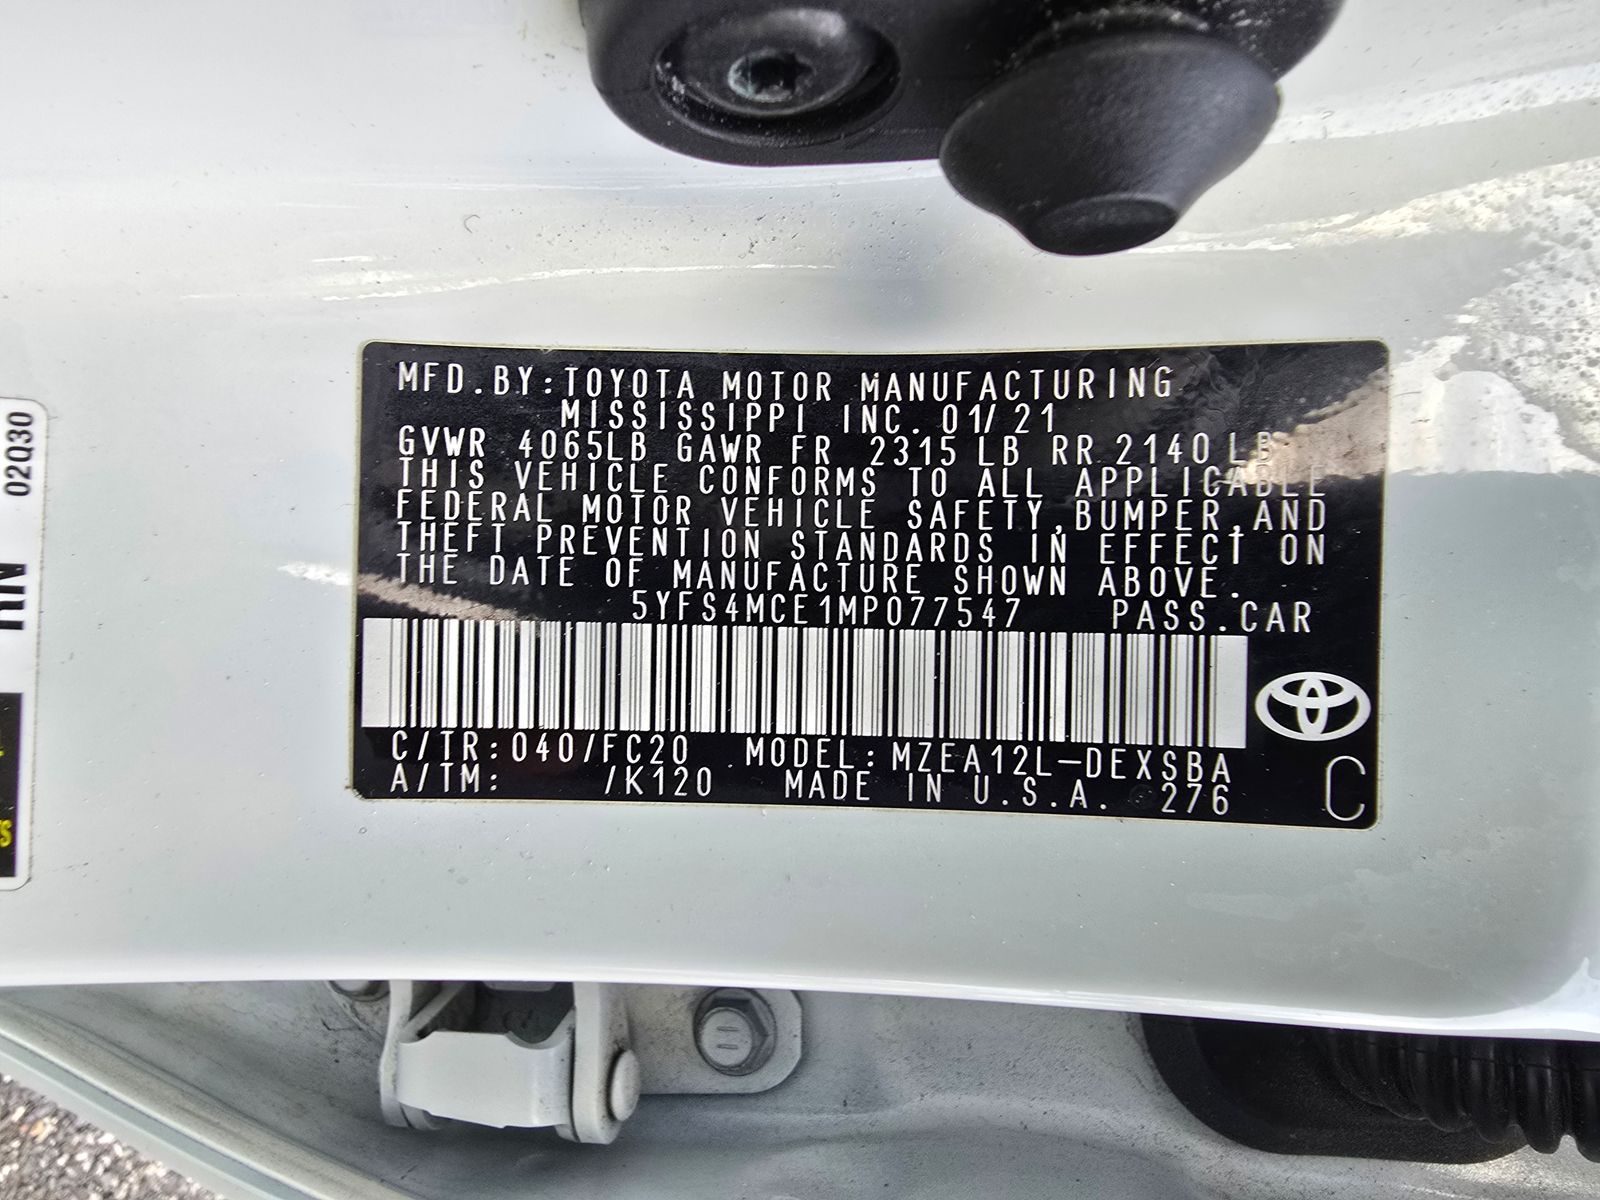 MFD.BY:TOYOTA MOTOR MANUFACTURING
MISSISSIPPI INC. 01/21
GVWR 4065LB GAWR FR 2315LB RR 2140LB
THIS VEHICLE CONFORMS TO ALL APPLICABLE
FEDERAL MOTOR VEHICLE SAFETY,BUMPER,AND
THEFT PREVENTION STANDARDS IN EFFECT ON
THE DATE OF MANUFACTURE SHOWN ABOVE.
5YFS4MCE1MP077547 PASS.CAR
C/TR:040/FC20 MODEL:MZEA12L-DEXSBA
A/TM: /K120 MADE IN U.S.A. 276
C
02Q30